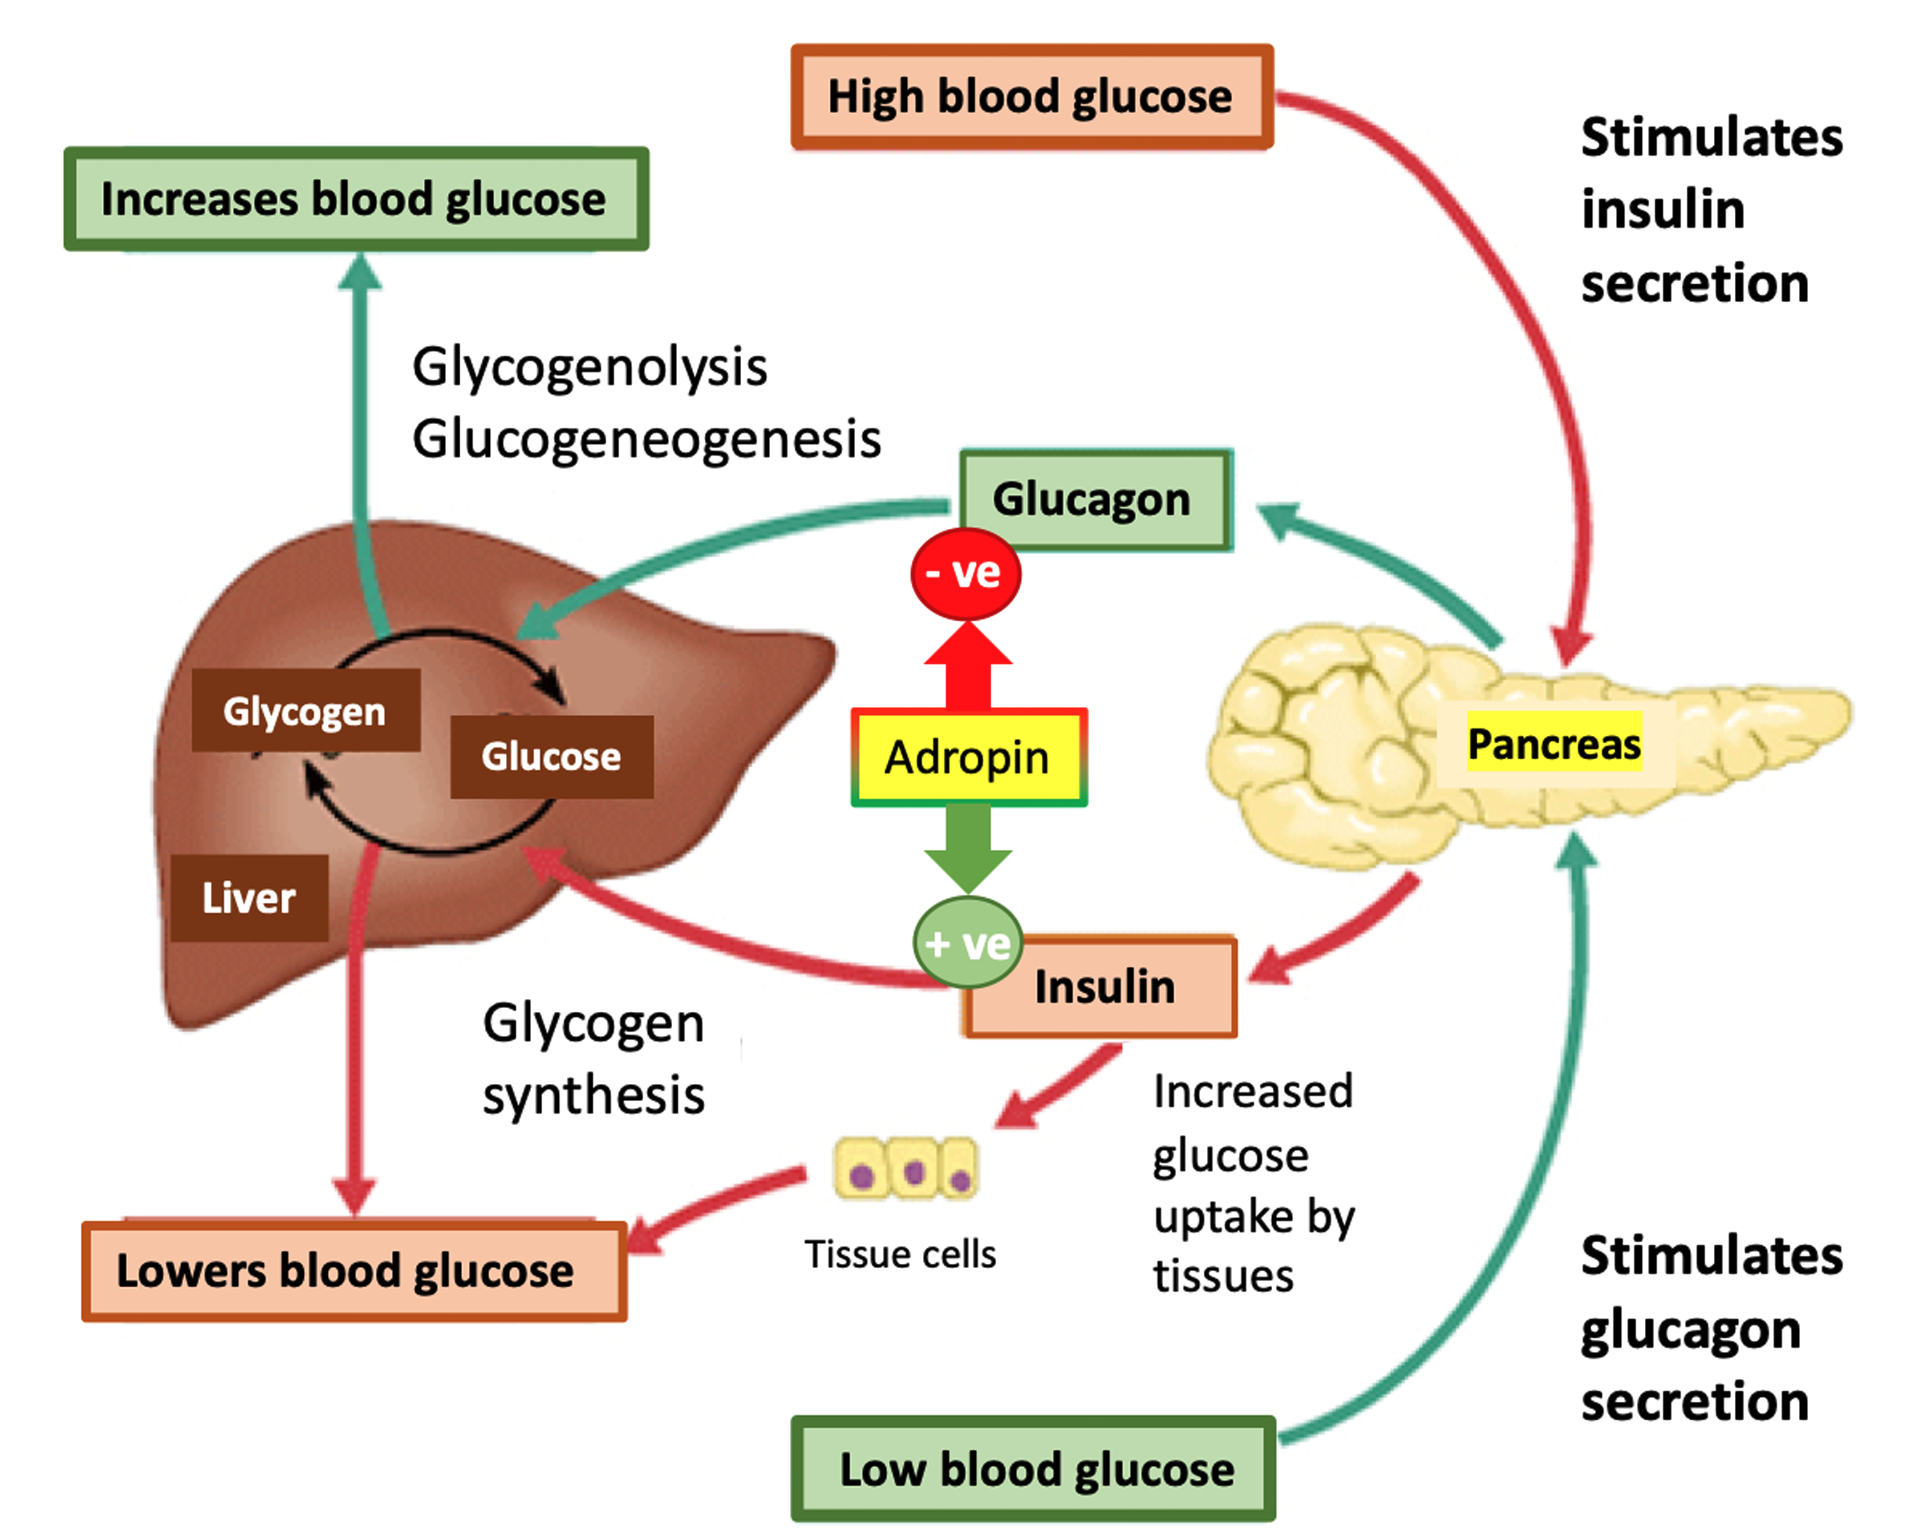 High blood glucose
Stimulates
insulin
secretion
Increases blood glucose
Glycogenolysis
Glucogeneogenesis
Glucagon
- ve
Glycogen
Glucose
Adropin
Pancreas
Liver
+ ve
Insulin
Glycogen
synthesis
Increased
glucose
uptake by
tissues
Tissue cells
Lowers blood glucose
Stimulates
glucagon
secretion
Low blood glucose